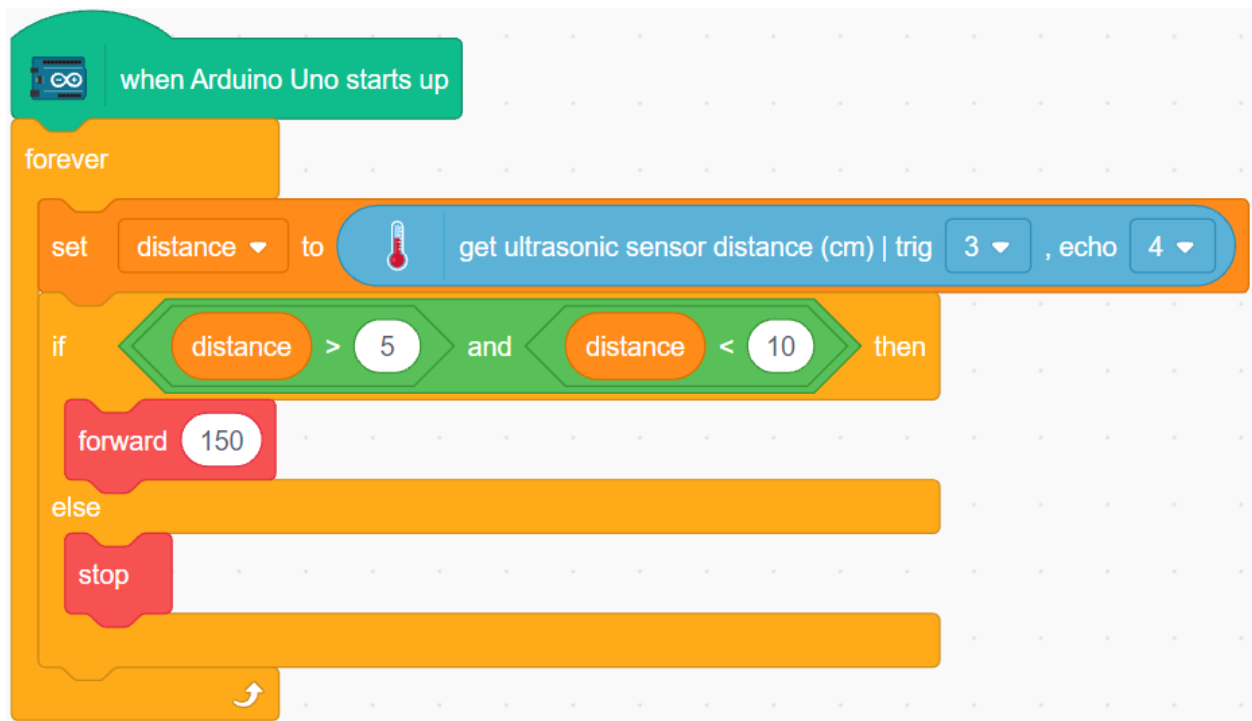 when Arduino Uno starts up
forever
set distance to get ultrasonic sensor distance (cm) | trig 3 , echo 4
if distance > 5 and distance < 10 then
forward 150
else
stop